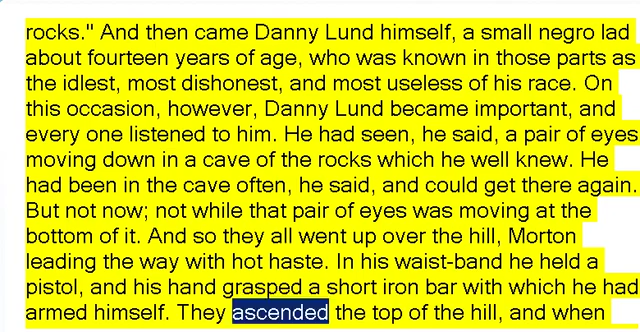 rocks." And then came Danny Lund himself, a small negro lad
about fourteen years of age, who was known in those parts as
the idlest, most dishonest, and most useless of his race. On
this occasion, however, Danny Lund became important, and
every one listened to him. He had seen, he said, a pair of eyes
moving down in a cave of the rocks which he well knew. He
had been in the cave often, he said, and could get there again.
But not now; not while that pair of eyes was moving at the
bottom of it. And so they all went up over the hill, Morton
leading the way with hot haste. In his waist-band he held a
pistol, and his hand grasped a short iron bar with which he had
armed himself. They ascended the top of the hill, and when